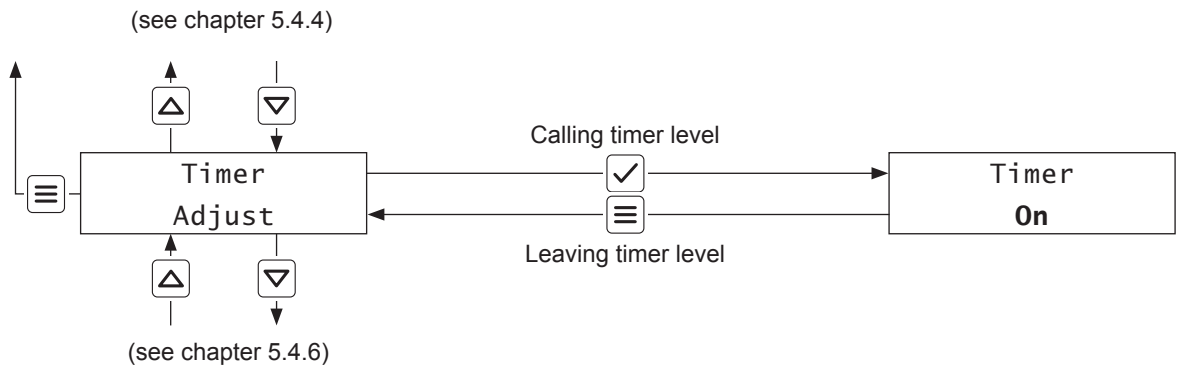 (see chapter 5.4.4)
Calling timer level
Timer
Adjust
Timer
On
Leaving timer level
(see chapter 5.4.6)